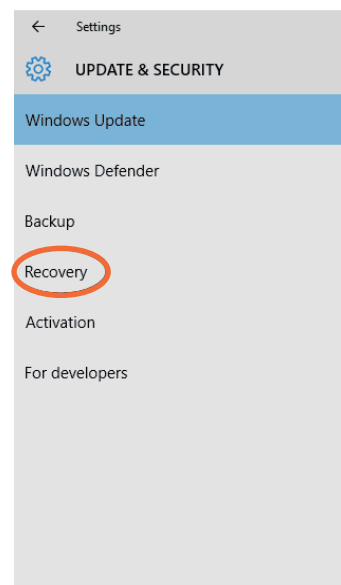 Settings
UPDATE & SECURITY
Windows Update
Windows Defender
Backup
Recovery
Activation
For developers